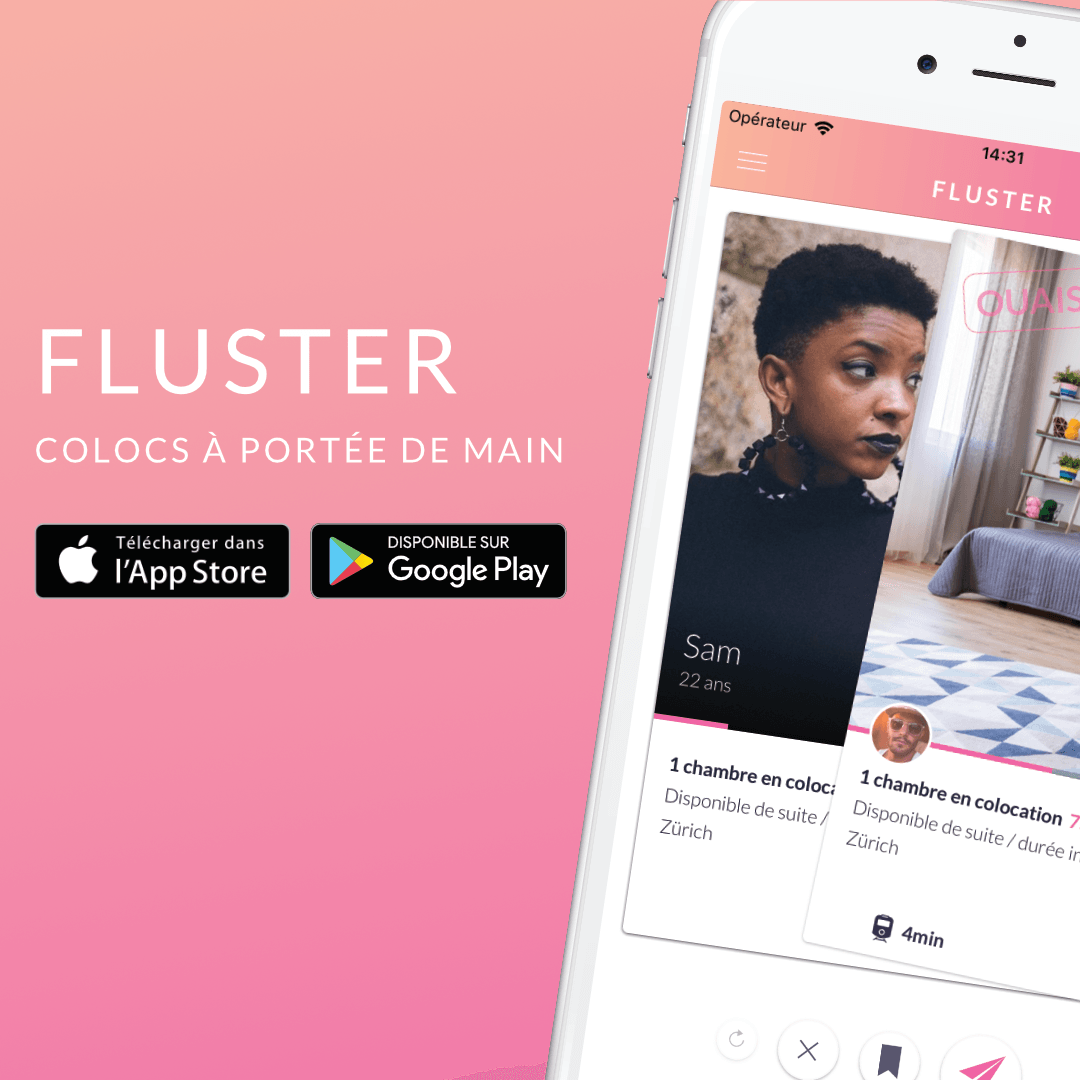 FLUSTER
COLOCS À PORTÉE DE MAIN
Télécharger dans
l'App Store
DISPONIBLE SUR
Google Play
Opérateur
14:31
FLUSTER
OUAIS
Sam
22 ans
1 chambre en coloca
Disponible de suite /
Zürich
1 chambre en colocation 7
Disponible de suite / durée in
Zürich
4min